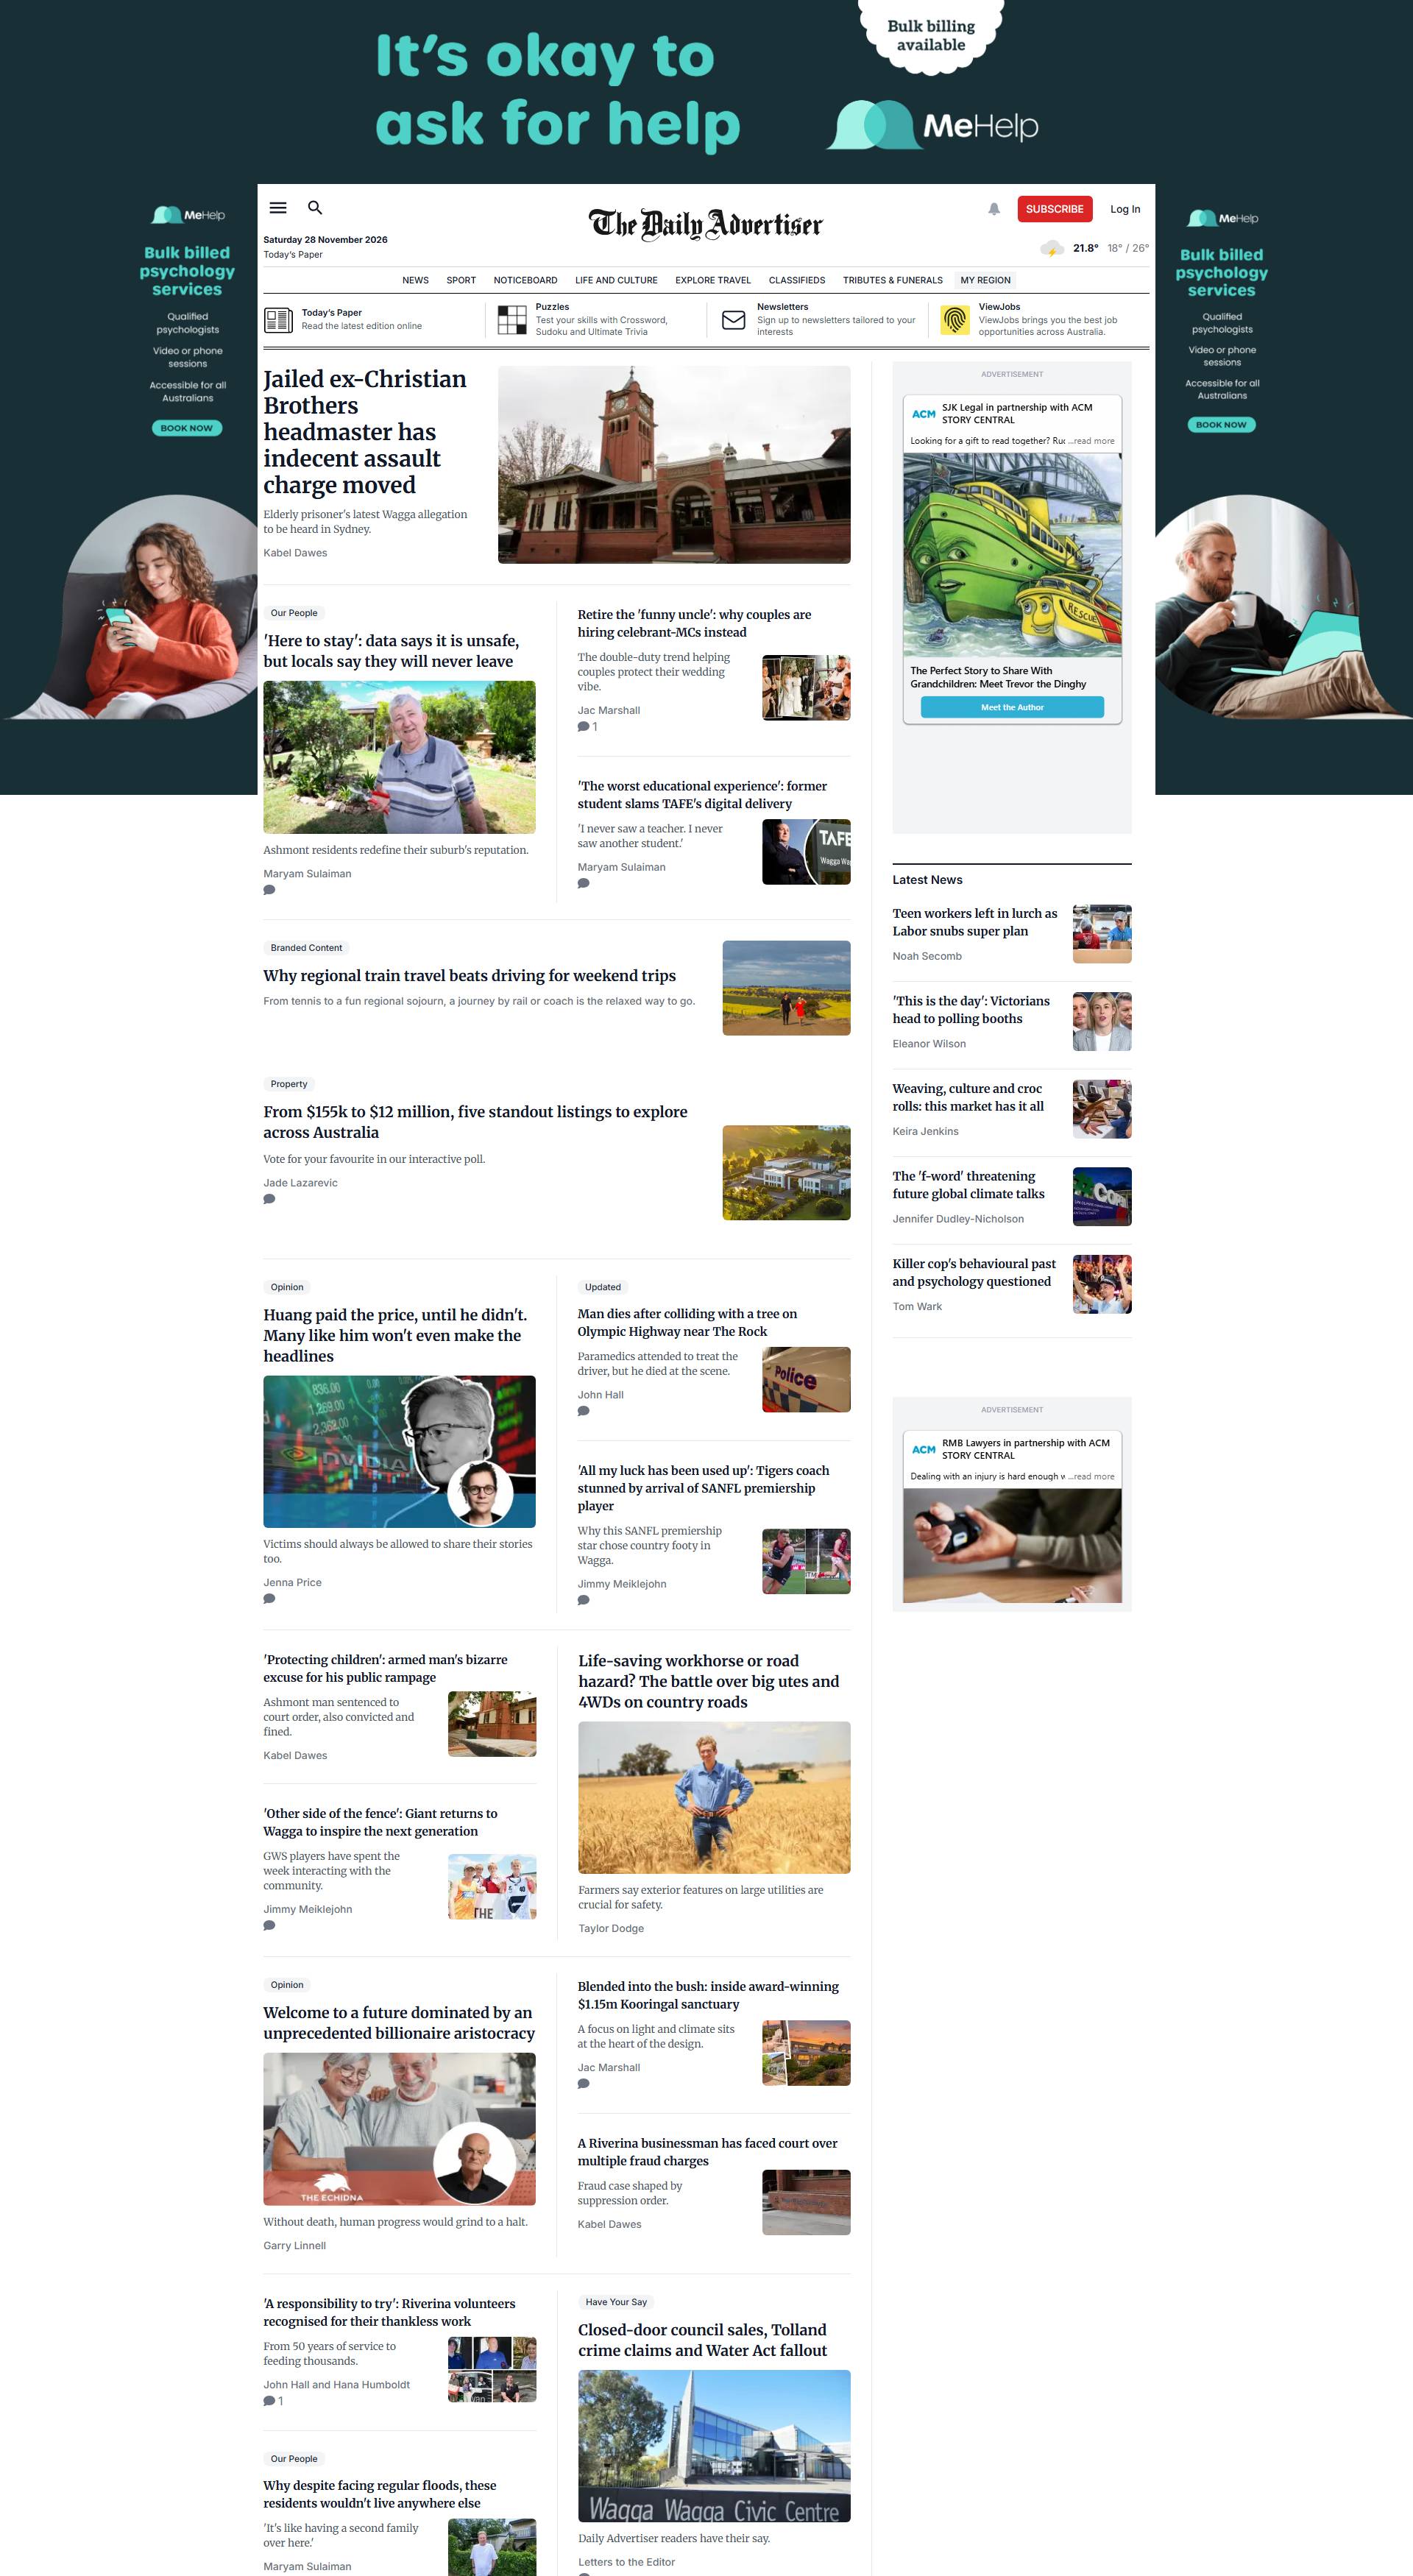 It's okay to
ask for help
Bulk billing
available
MeHelp
MeHelp
Bulk billed
psychology
services
Qualified
psychologists
Video or phone
sessions
Accessible for all
Australians
BOOK NOW
MeHelp
Bulk billed
psychology
services
Qualified
psychologists
Video or phone
sessions
Accessible for all
Australians
BOOK NOW
The Daily Advertiser
SUBSCRIBE
Log In
Saturday 28 November 2026
Today's Paper
21.8° 18° / 26°
NEWS SPORT NOTICEBOARD LIFE AND CULTURE EXPLORE TRAVEL CLASSIFIEDS TRIBUTES & FUNERALS MY REGION
Today's Paper
Read the latest edition online
Puzzles
Test your skills with Crossword,
Sudoku and Ultimate Trivia
Newsletters
Sign up to newsletters tailored to your
interests
ViewJobs
ViewJobs brings you the best job
opportunities across Australia.
Jailed ex-Christian
Brothers
headmaster has
indecent assault
charge moved
Elderly prisoner's latest Wagga allegation
to be heard in Sydney.
Kabel Dawes
Our People
'Here to stay': data says it is unsafe,
but locals say they will never leave
Ashmont residents redefine their suburb's reputation.
Maryam Sulaiman
Retire the 'funny uncle': why couples are
hiring celebrant-MCs instead
The double-duty trend helping
couples protect their wedding
vibe.
Jac Marshall
1
'The worst educational experience': former
student slams TAFE's digital delivery
'I never saw a teacher. I never
saw another student.'
Maryam Sulaiman
TAFE
Wagga Wa
Branded Content
Why regional train travel beats driving for weekend trips
From tennis to a fun regional sojourn, a journey by rail or coach is the relaxed way to go.
Property
From $155k to $12 million, five standout listings to explore
across Australia
Vote for your favourite in our interactive poll.
Jade Lazarevic
Opinion
Huang paid the price, until he didn't.
Many like him won't even make the
headlines
836.00
1,269.00
2,362.00
NVIDIA
Victims should always be allowed to share their stories
too.
Jenna Price
Updated
Man dies after colliding with a tree on
Olympic Highway near The Rock
Paramedics attended to treat the
driver, but he died at the scene.
John Hall
Police
'All my luck has been used up': Tigers coach
stunned by arrival of SANFL premiership
player
Why this SANFL premiership
star chose country footy in
Wagga.
Jimmy Meiklejohn
'Protecting children': armed man's bizarre
excuse for his public rampage
Ashmont man sentenced to
court order, also convicted and
fined.
Kabel Dawes
'Other side of the fence': Giant returns to
Wagga to inspire the next generation
GWS players have spent the
week interacting with the
community.
Jimmy Meiklejohn
THE
Life-saving workhorse or road
hazard? The battle over big utes and
4WDs on country roads
Farmers say exterior features on large utilities are
crucial for safety.
Taylor Dodge
Opinion
Welcome to a future dominated by an
unprecedented billionaire aristocracy
THE ECHIDNA
Without death, human progress would grind to a halt.
Garry Linnell
Blended into the bush: inside award-winning
$1.15m Kooringal sanctuary
A focus on light and climate sits
at the heart of the design.
Jac Marshall
A Riverina businessman has faced court over
multiple fraud charges
Fraud case shaped by
suppression order.
Kabel Dawes
'A responsibility to try': Riverina volunteers
recognised for their thankless work
From 50 years of service to
feeding thousands.
John Hall and Hana Humboldt
1
Our People
Why despite facing regular floods, these
residents wouldn't live anywhere else
'It's like having a second family
over here.'
Maryam Sulaiman
Have Your Say
Closed-door council sales, Tolland
crime claims and Water Act fallout
Wagga Wagga Civic Centre
Daily Advertiser readers have their say.
Letters to the Editor
ADVERTISEMENT
ACM
SJK Legal in partnership with ACM
STORY CENTRAL
Looking for a gift to read together? Ruc ...read more
RESCUE
The Perfect Story to Share With
Grandchildren: Meet Trevor the Dinghy
Meet the Author
Latest News
Teen workers left in lurch as
Labor snubs super plan
Noah Secomb
'This is the day': Victorians
head to polling booths
Eleanor Wilson
Weaving, culture and croc
rolls: this market has it all
Keira Jenkins
The 'f-word' threatening
future global climate talks
Jennifer Dudley-Nicholson
Killer cop's behavioural past
and psychology questioned
Tom Wark
ADVERTISEMENT
ACM
RMB Lawyers in partnership with ACM
STORY CENTRAL
Dealing with an injury is hard enough w ...read more